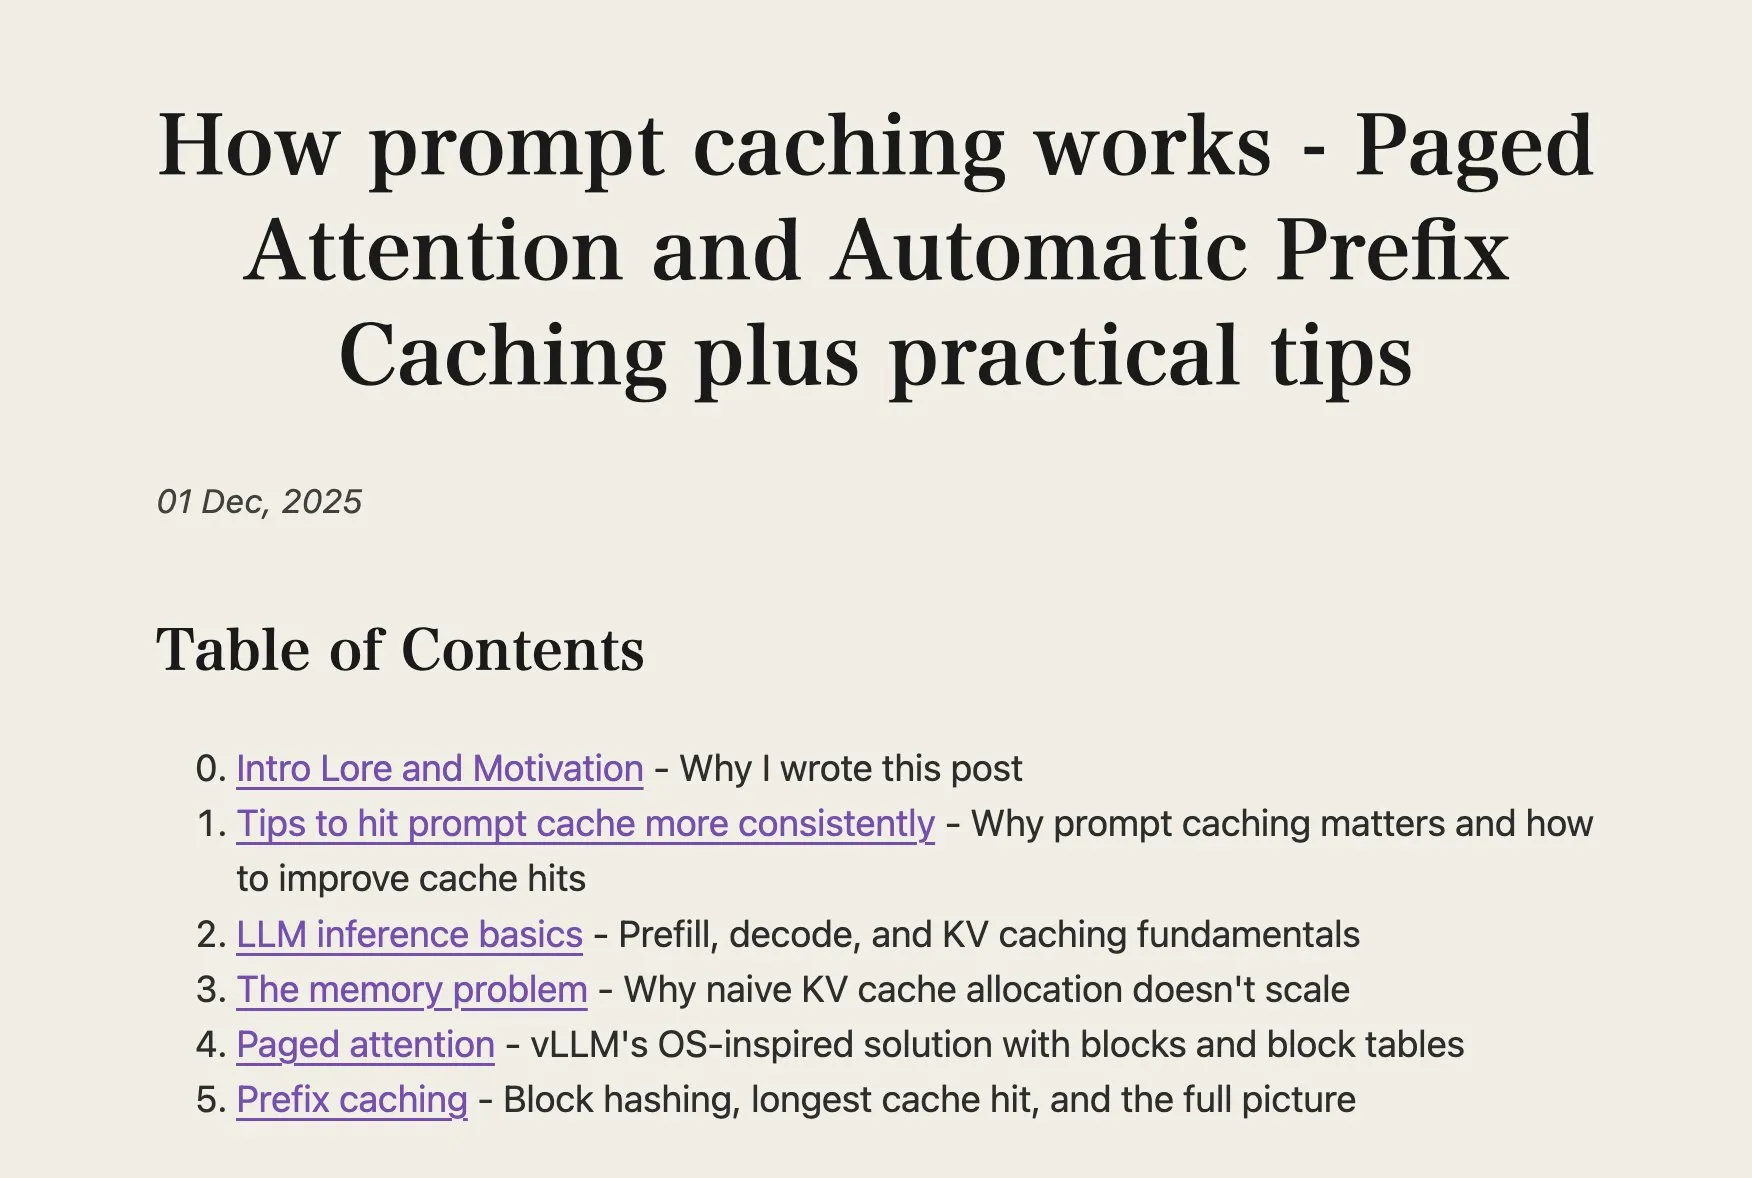 How prompt caching works - Paged
Attention and Automatic Prefix
Caching plus practical tips
01 Dec, 2025
Table of Contents
0. Intro Lore and Motivation - Why I wrote this post
1. Tips to hit prompt cache more consistently - Why prompt caching matters and how
to improve cache hits
2. LLM inference basics - Prefill, decode, and KV caching fundamentals
3. The memory problem - Why naive KV cache allocation doesn't scale
4. Paged attention - vLLM's OS-inspired solution with blocks and block tables
5. Prefix caching - Block hashing, longest cache hit, and the full picture